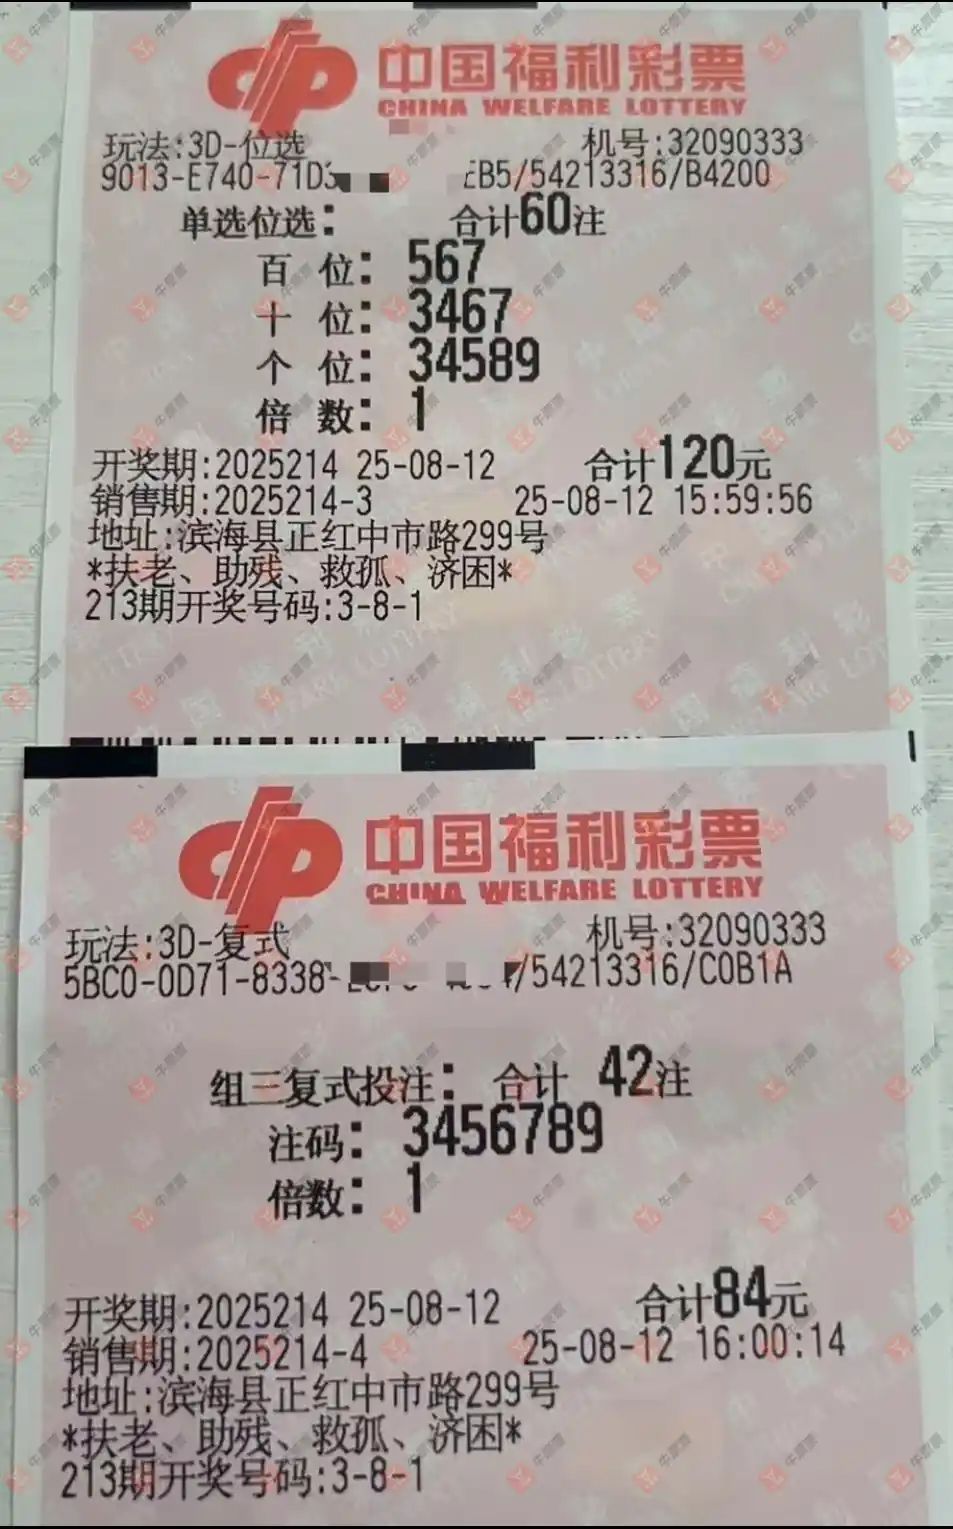 中国福利彩票
CHINA WELFARE LOTTERY
玩法:3D-位选 机号:32090333
9013-E740-71D3 EB5/54213316/B4200
单选位选: 合计60注
百 位: 567
十 位: 3467
个 位: 34589
倍 数: 1
开奖期:2025214 25-08-12 合计120元
销售期:2025214-3 25-08-12 15:59:56
地址:滨海县正红中市路299号
*扶老、助残、救孤、济困*
213期开奖号码:3-8-1
中国福利彩票
CHINA WELFARE LOTTERY
玩法:3D-复式 机号:32090333
5BC0-0D71-8338- /54213316/C0B1A
组三复式投注: 合计 42注
注码: 3456789
倍数: 1
开奖期:2025214 25-08-12 合计84元
销售期:2025214-4 25-08-12 16:00:14
地址:滨海县正红中市路299号
*扶老、助残、救孤、济困*
213期开奖号码:3-8-1